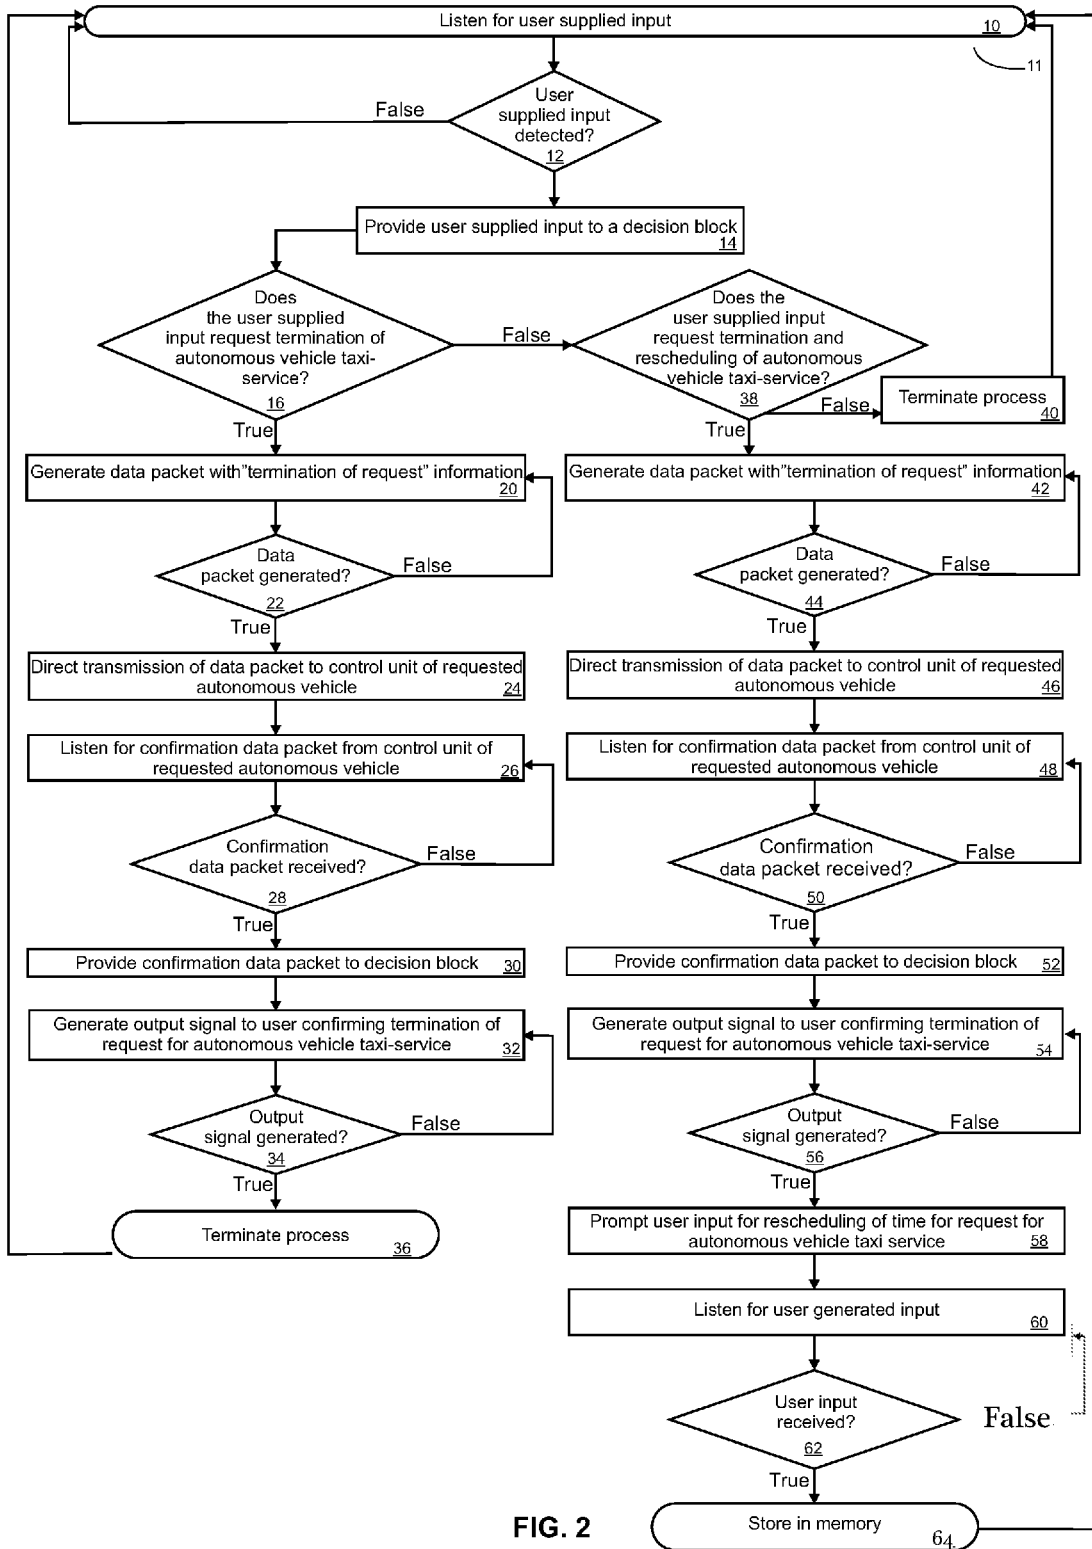 Listen for user supplied input
10
11
User
supplied input
detected?
12
False
Provide user supplied input to a decision block
14
Does
the user supplied
input request termination of
autonomous vehicle taxi-
service?
16
False
True
Does the
user supplied input
request termination and
rescheduling of autonomous
vehicle taxi-service?
38
False
True
Terminate process
40
Generate data packet with"termination of request" information
20
Data
packet generated?
22
False
True
Direct transmission of data packet to control unit of requested
autonomous vehicle
24
Listen for confirmation data packet from control unit of
requested autonomous vehicle
26
Confirmation
data packet received?
28
False
True
Provide confirmation data packet to decision block
30
Generate output signal to user confirming termination of
request for autonomous vehicle taxi-service
32
Output
signal generated?
34
False
True
Terminate process
36
Generate data packet with"termination of request" information
42
Data
packet generated?
44
False
True
Direct transmission of data packet to control unit of requested
autonomous vehicle
46
Listen for confirmation data packet from control unit of
requested autonomous vehicle
48
Confirmation
data packet received?
50
False
True
Provide confirmation data packet to decision block
52
Generate output signal to user confirming termination of
request for autonomous vehicle taxi-service
54
Output
signal generated?
56
False
True
Prompt user input for rescheduling of time for request for
autonomous vehicle taxi service
58
Listen for user generated input
60
User input
received?
62
False
True
Store in memory
64
FIG. 2